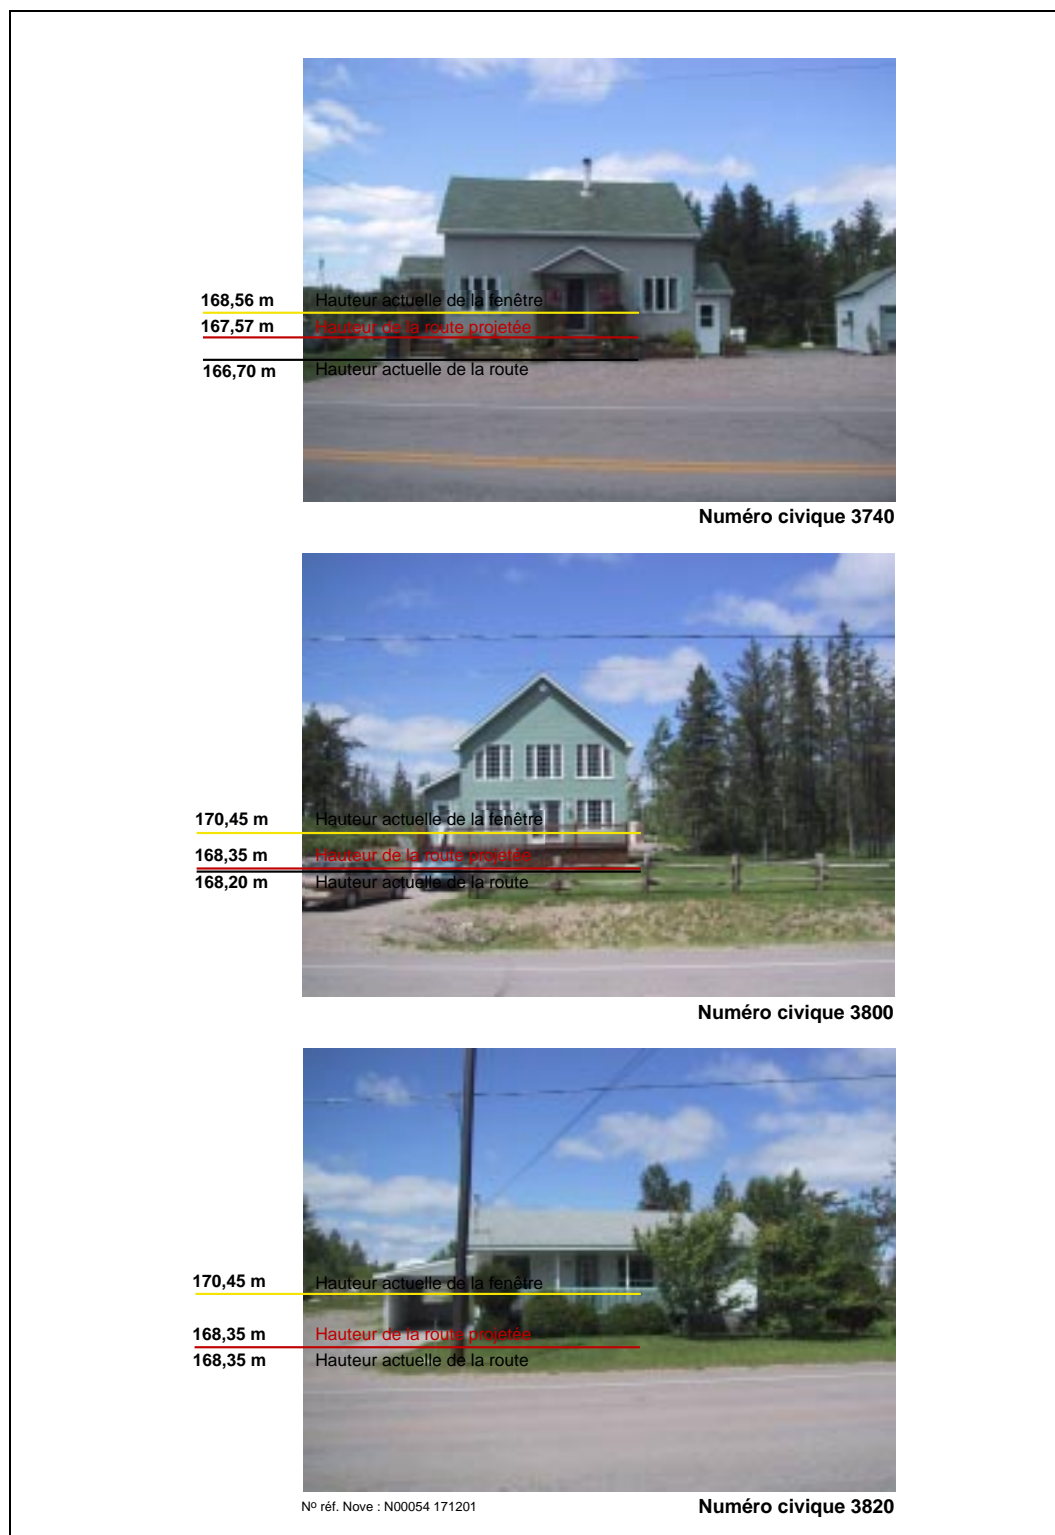 168,56 m Hauteur actuelle de la fenêtre
167,57 m Hauteur de la route projetée
166,70 m Hauteur actuelle de la route
Numéro civique 3740
170,45 m Hauteur actuelle de la fenêtre
168,35 m Hauteur de la route projetée
168,20 m Hauteur actuelle de la route
Numéro civique 3800
170,45 m Hauteur actuelle de la fenêtre
168,35 m Hauteur de la route projetée
168,35 m Hauteur actuelle de la route
Nº réf. Nove : N00054 171201 Numéro civique 3820